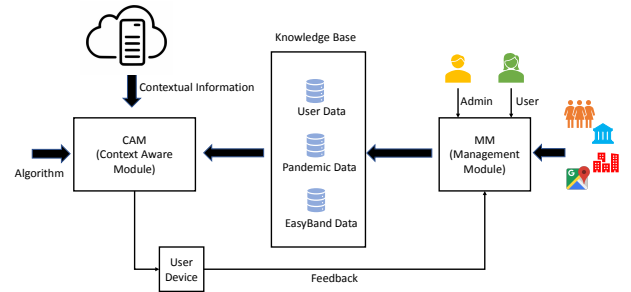 Knowledge Base
Contextual Information
Admin
User
User Data
CAM
(Context Aware
Module)
MM
(Management
Module)
Algorithm
Pandemic Data
G
EasyBand Data
User
Device
Feedback